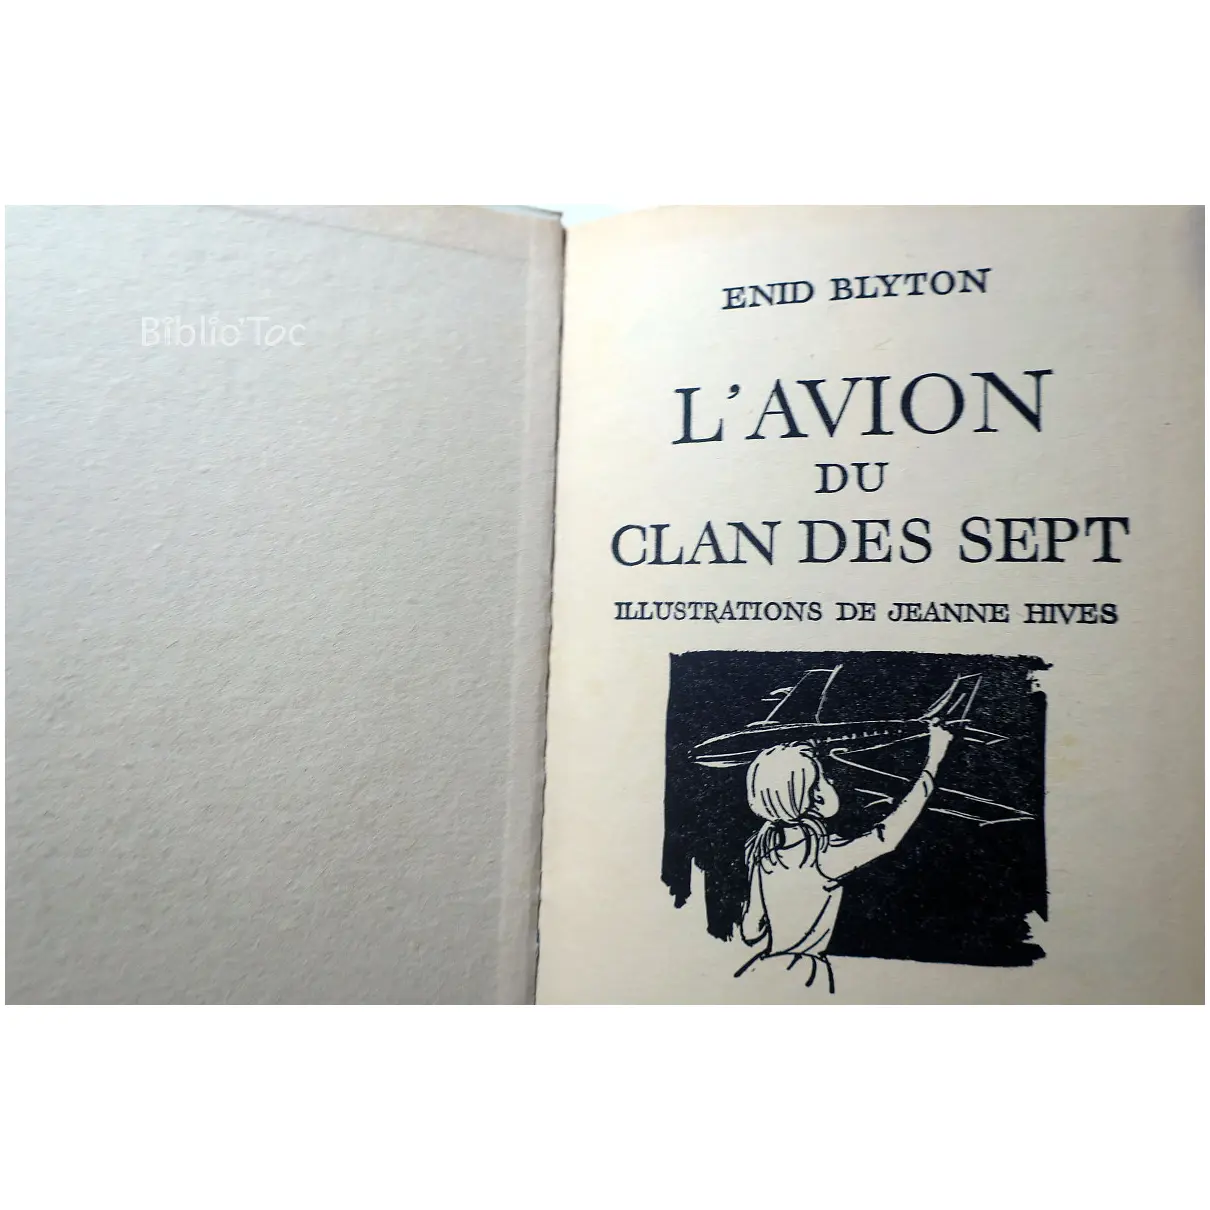 Biblio'Toc
ENID BLYTON
L'AVION
DU
CLAN DES SEPT
ILLUSTRATIONS DE JEANNE HIVES